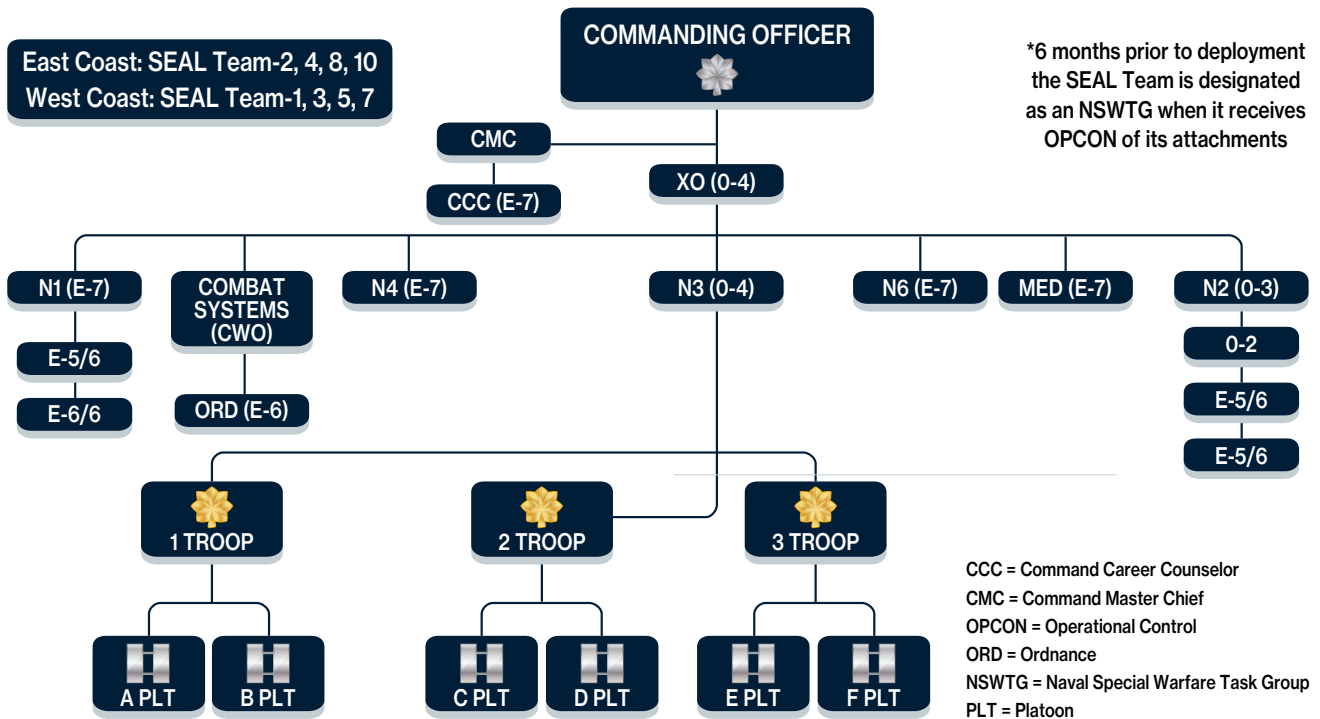 East Coast: SEAL Team-2, 4, 8, 10
West Coast: SEAL Team-1, 3, 5, 7
COMMANDING OFFICER
*6 months prior to deployment
the SEAL Team is designated
as an NSWTG when it receives
OPCON of its attachments
CMC
CCC (E-7)
XO (0-4)
N1 (E-7)
COMBAT
SYSTEMS
(CWO)
N4 (E-7)
N3 (0-4)
N6 (E-7)
MED (E-7)
N2 (0-3)
E-5/6
E-6/6
ORD (E-6)
0-2
E-5/6
E-5/6
1 TROOP
2 TROOP
3 TROOP
A PLT
B PLT
C PLT
D PLT
E PLT
F PLT
CCC = Command Career Counselor
CMC = Command Master Chief
OPCON = Operational Control
ORD = Ordnance
NSWTG = Naval Special Warfare Task Group
PLT = Platoon